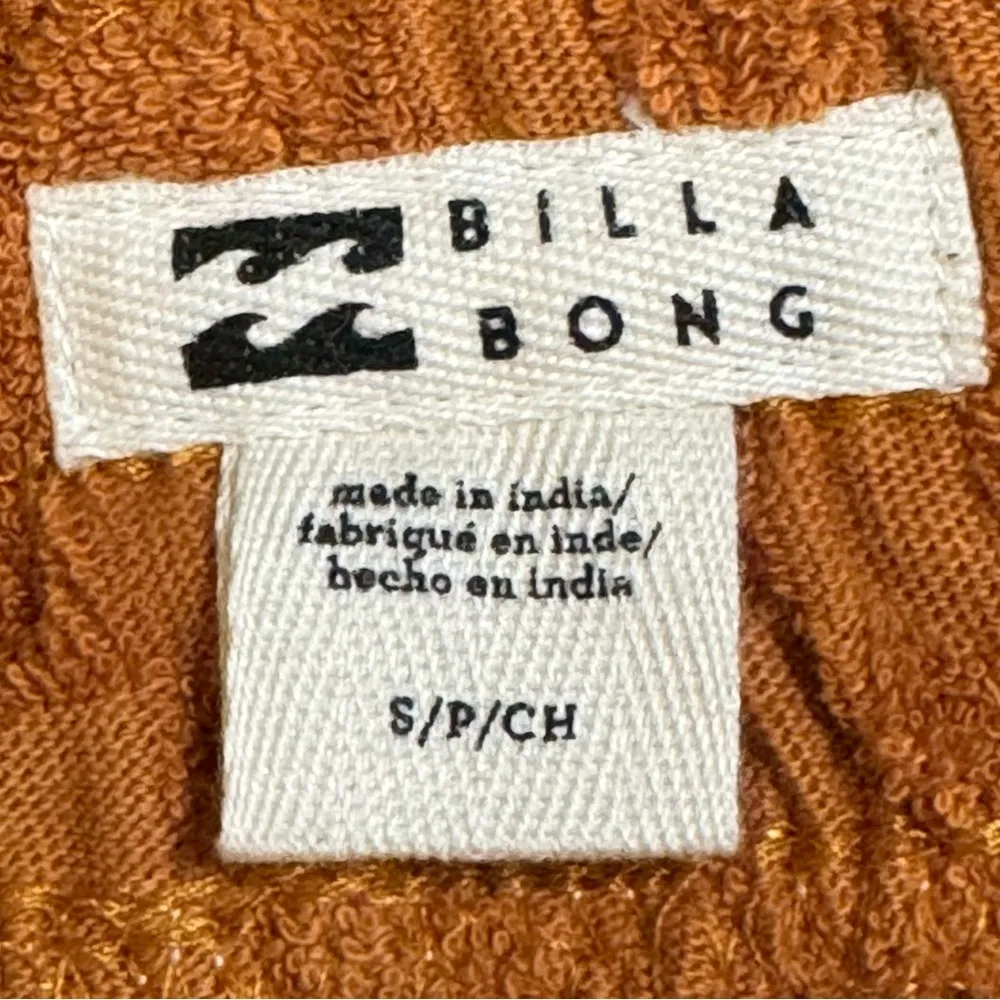 BiLLA
BONG
made in india/
fabriqué en inde/
hecho en india
S/P/CH